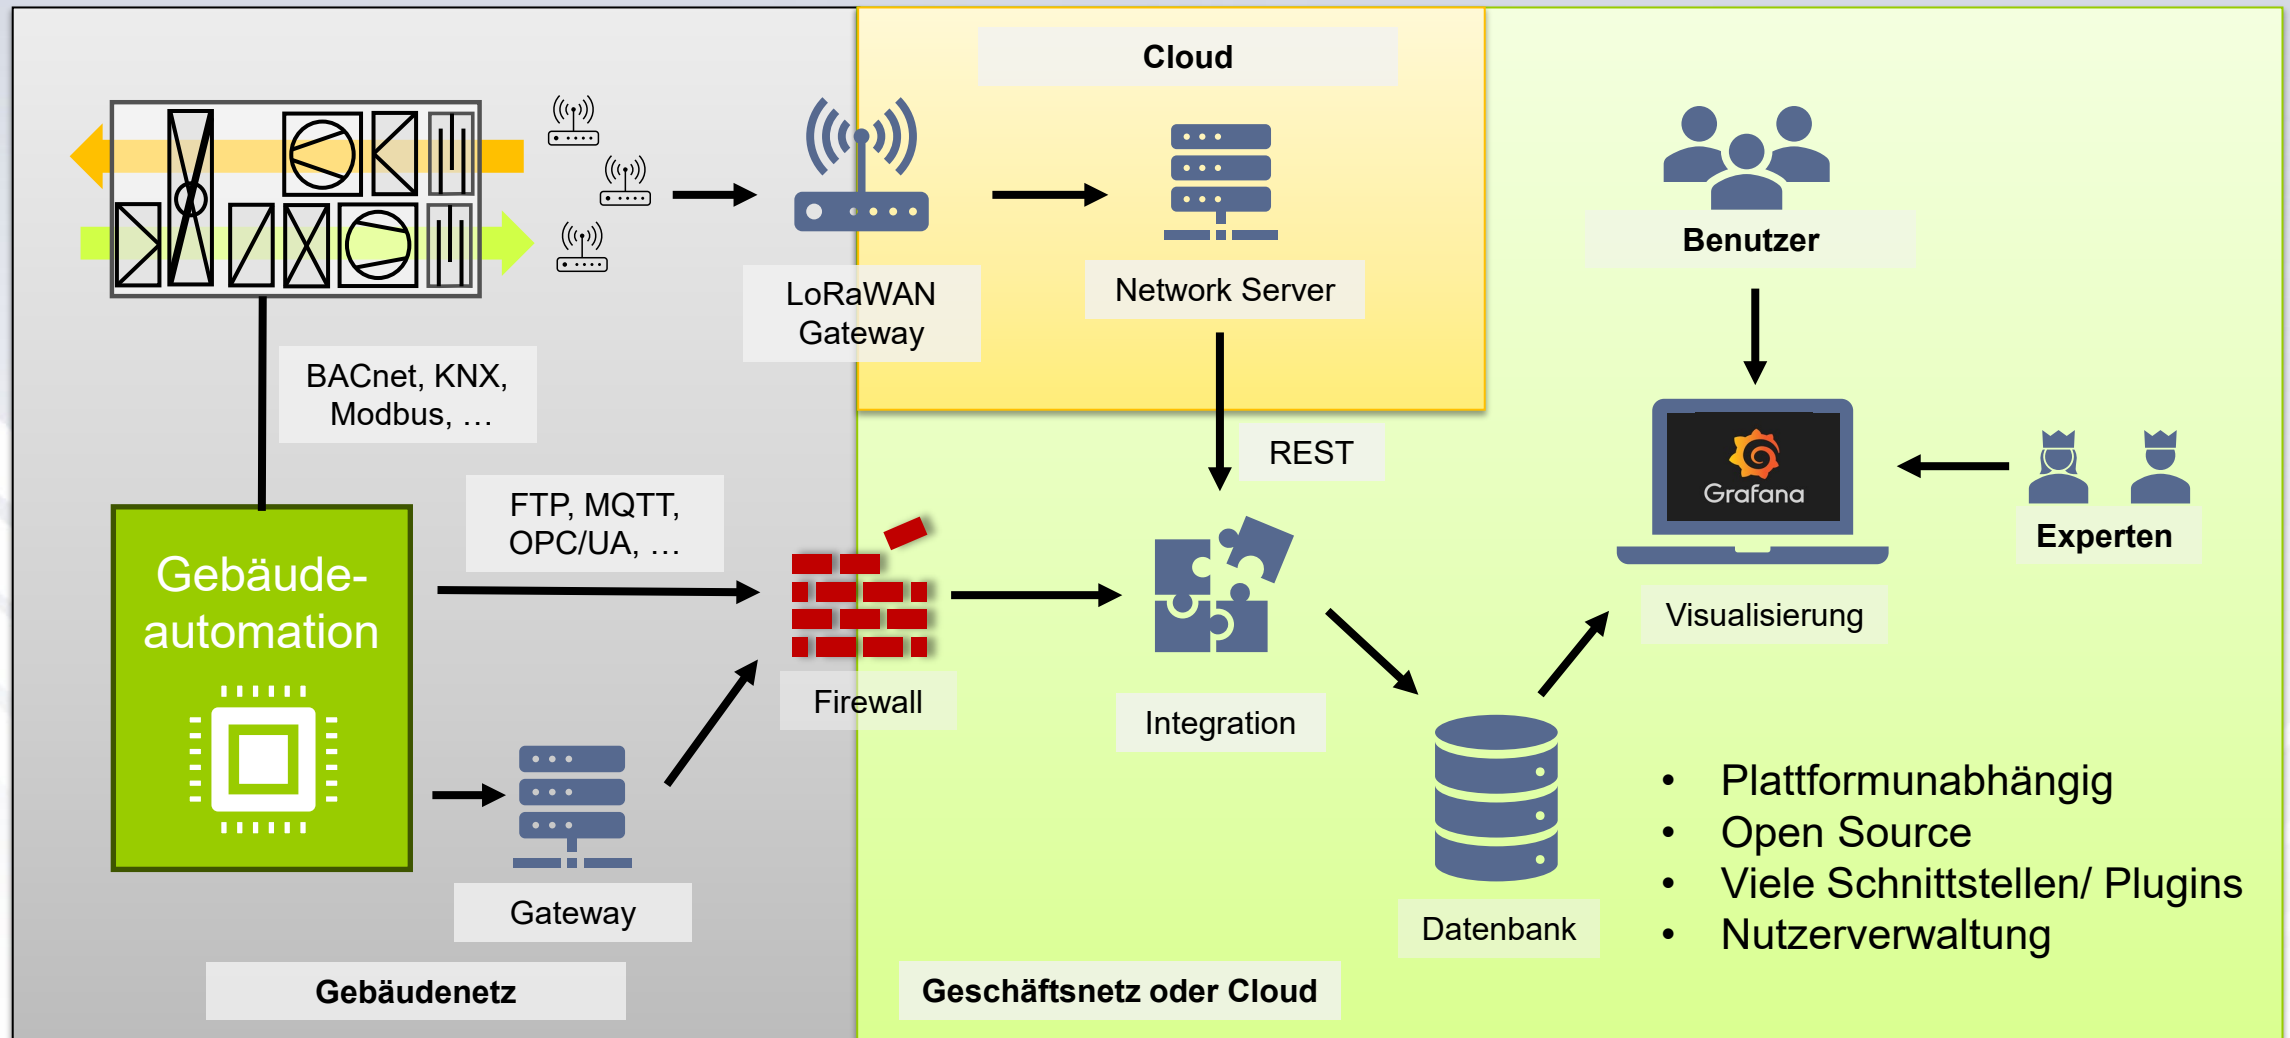 Cloud
LoRaWAN
Gateway
Network Server
Benutzer
BACnet, KNX,
Modbus, …
REST
FTP, MQTT,
OPC/UA, …
Grafana
Experten
Gebäude-
automation
Visualisierung
Firewall
Integration
Gateway
Datenbank
• Plattformunabhängig
• Open Source
• Viele Schnittstellen/ Plugins
• Nutzerverwaltung
Gebäudenetz
Geschäftsnetz oder Cloud